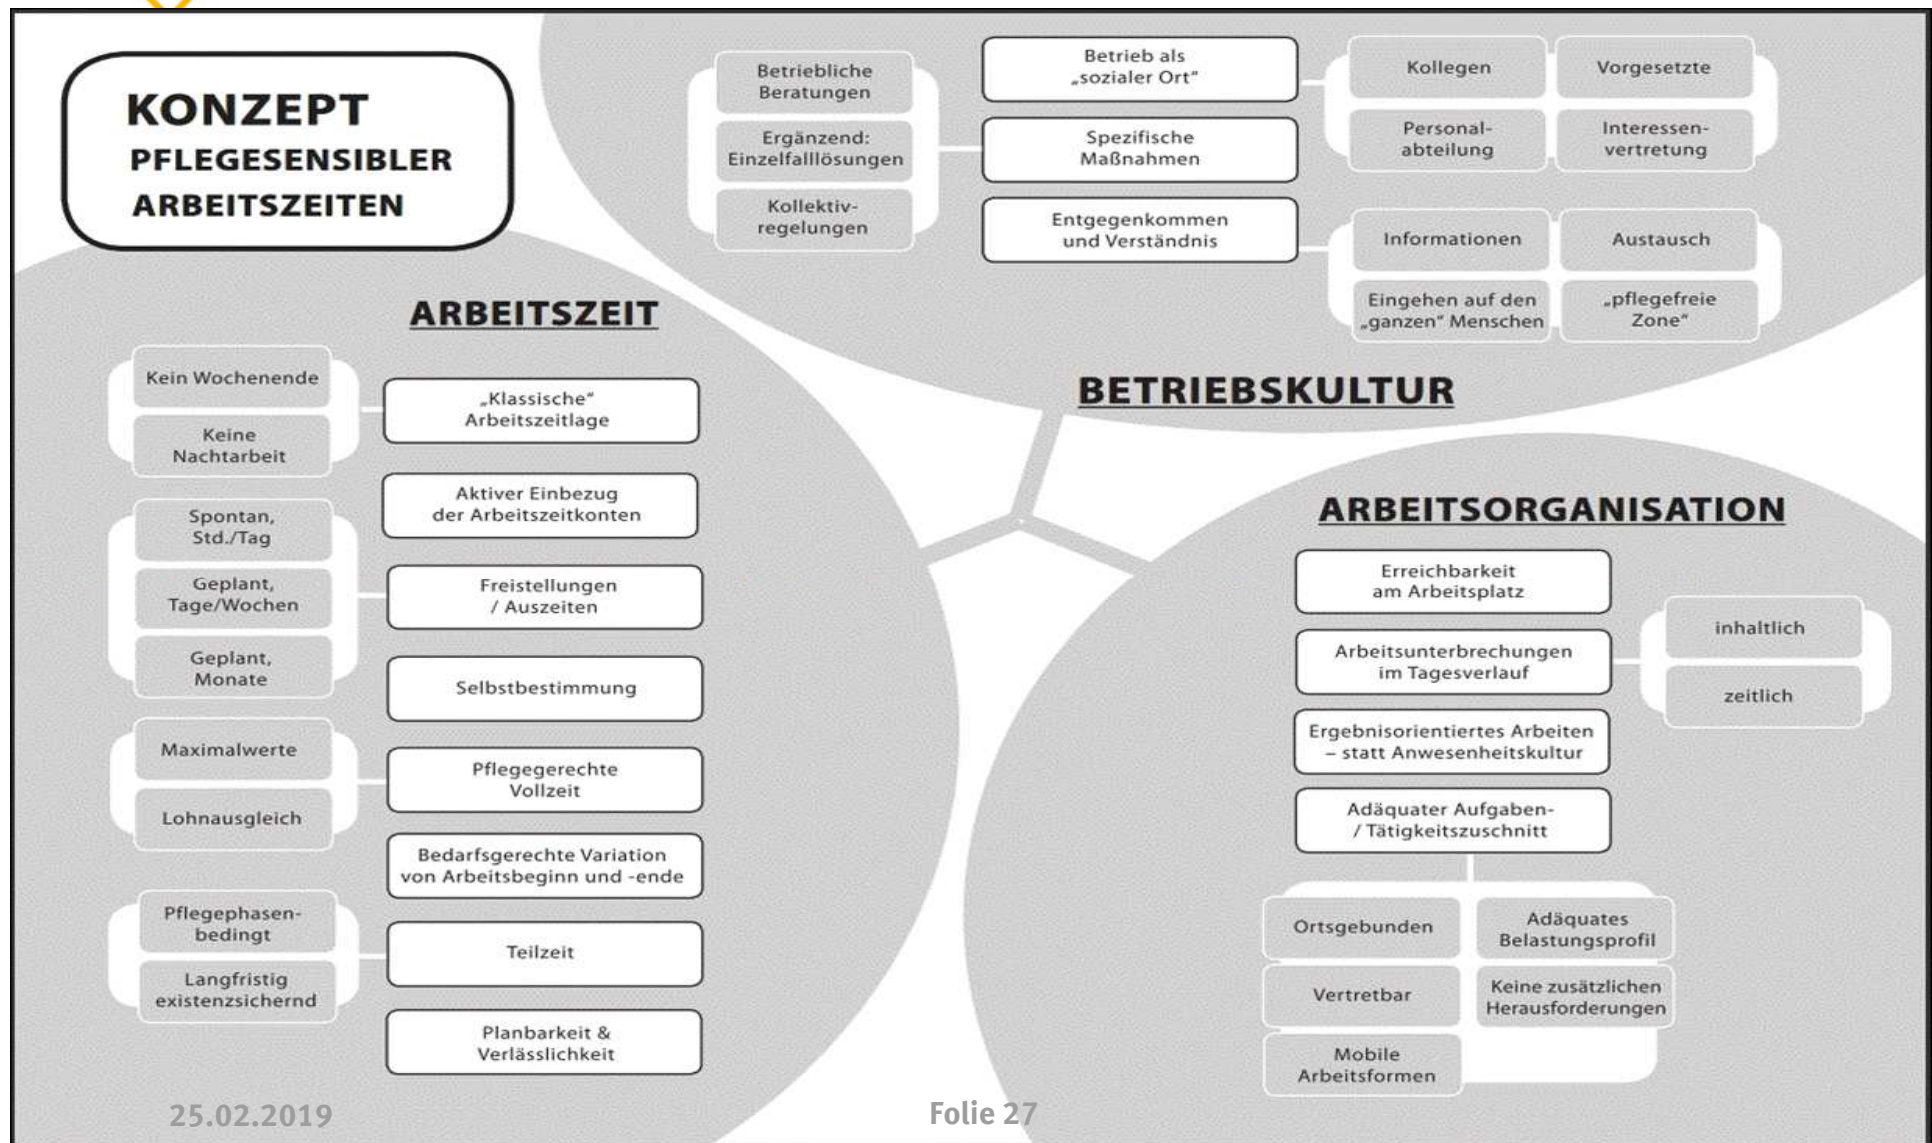 KONZEPT
PFLEGESENSIBLER
ARBEITSZEITEN
Betriebliche
Beratungen
Ergänzend:
Einzelfalllösungen
Kollektiv-
regelungen
Betrieb als
„sozialer Ort“
Spezifische
Maßnahmen
Entgegenkommen
und Verständnis
Kollegen
Vorgesetzte
Personal-
abteilung
Interessen-
vertretung
Informationen
Austausch
Eingehen auf den
„ganzen“ Menschen
„pflegefreie
Zone“
BETRIEBSKULTUR
ARBEITSZEIT
Kein Wochenende
Keine
Nachtarbeit
„Klassische“
Arbeitszeitlage
Aktiver Einbezug
der Arbeitszeitkonten
Spontan,
Std./Tag
Geplant,
Tage/Wochen
Geplant,
Monate
Freistellungen
/ Auszeiten
Selbstbestimmung
Maximalwerte
Lohnausgleich
Pflegegerechte
Vollzeit
Bedarfsgerechte Variation
von Arbeitsbeginn und -ende
Pflegephasen-
bedingt
Langfristig
existenzsichernd
Teilzeit
Planbarkeit &
Verlässlichkeit
ARBEITSORGANISATION
Erreichbarkeit
am Arbeitsplatz
Arbeitsunterbrechungen
im Tagesverlauf
inhaltlich
zeitlich
Ergebnisorientiertes Arbeiten
– statt Anwesenheitskultur
Adäquater Aufgaben-
/ Tätigkeitszuschnitt
Ortsgebunden
Adäquates
Belastungsprofil
Vertretbar
Keine zusätzlichen
Herausforderungen
Mobile
Arbeitsformen
25.02.2019
Folie 27